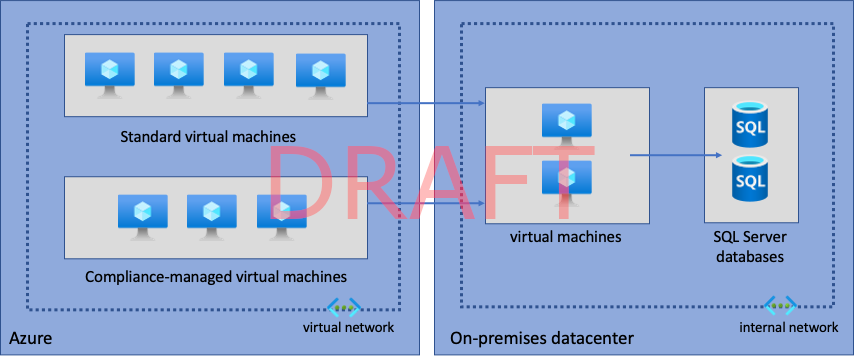 Standard virtual machines
Compliance-managed virtual machines
virtual network
Azure
DRAFT
virtual machines
SQL
SQL
SQL Server
databases
internal network
On-premises datacenter